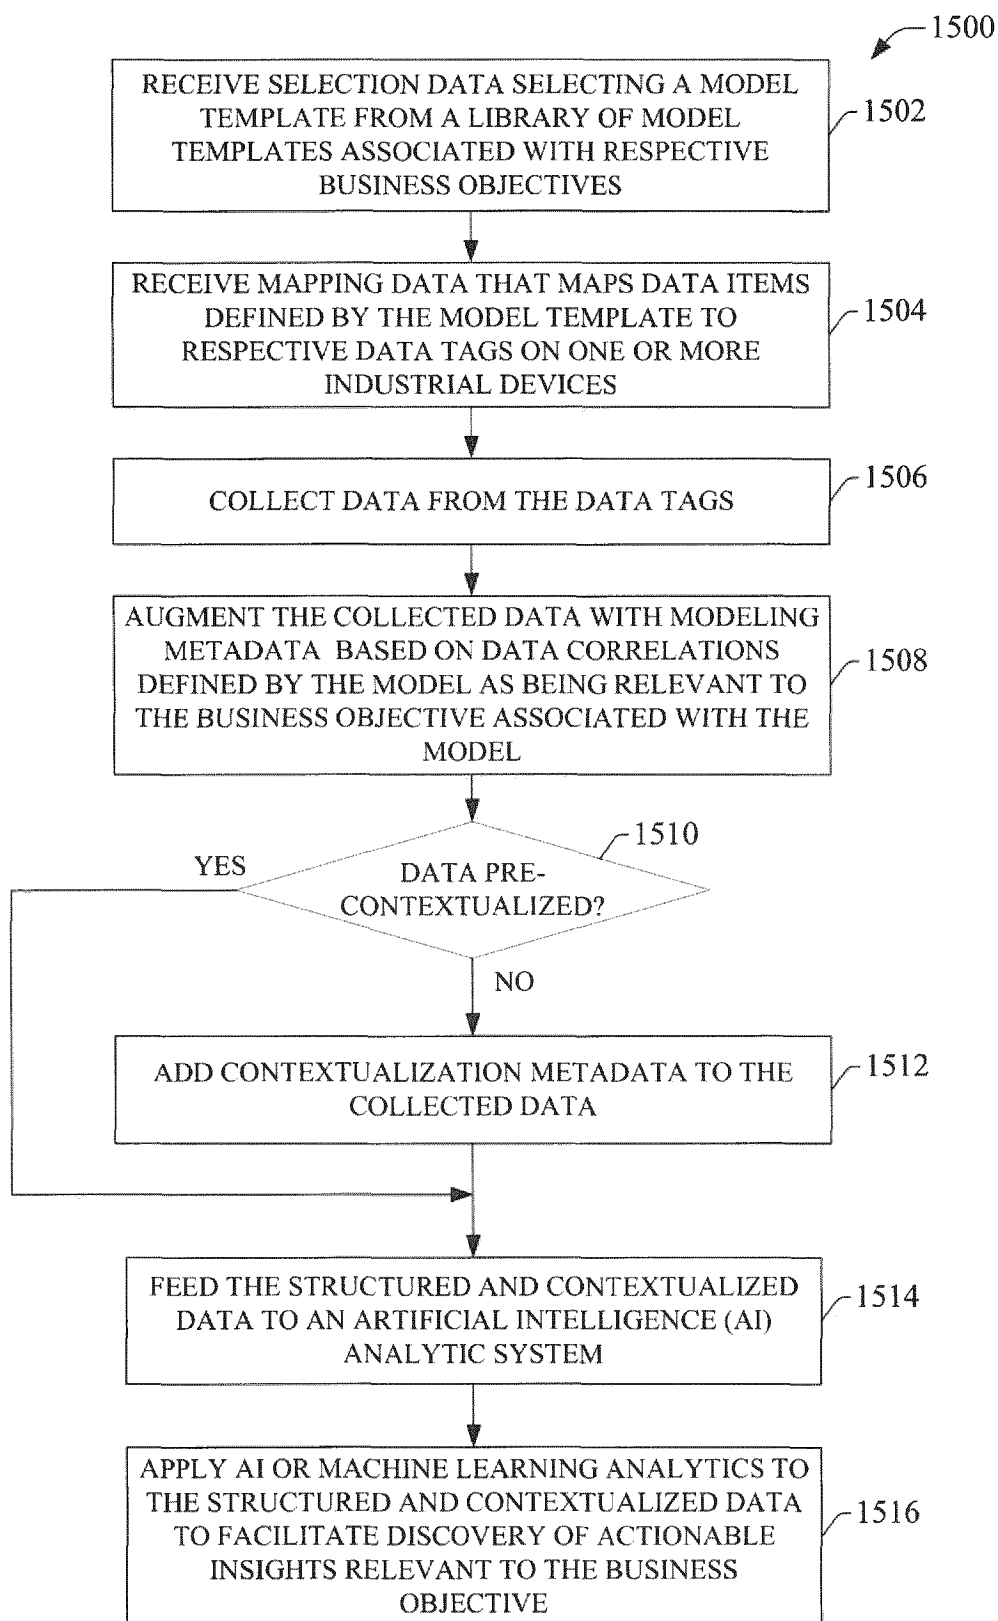 1500
RECEIVE SELECTION DATA SELECTING A MODEL
TEMPLATE FROM A LIBRARY OF MODEL
TEMPLATES ASSOCIATED WITH RESPECTIVE
BUSINESS OBJECTIVES
1502
RECEIVE MAPPING DATA THAT MAPS DATA ITEMS
DEFINED BY THE MODEL TEMPLATE TO
RESPECTIVE DATA TAGS ON ONE OR MORE
INDUSTRIAL DEVICES
1504
COLLECT DATA FROM THE DATA TAGS
1506
AUGMENT THE COLLECTED DATA WITH MODELING
METADATA BASED ON DATA CORRELATIONS
DEFINED BY THE MODEL AS BEING RELEVANT TO
THE BUSINESS OBJECTIVE ASSOCIATED WITH THE
MODEL
1508
1510
YES
DATA PRE-
CONTEXTUALIZED?
NO
ADD CONTEXTUALIZATION METADATA TO THE
COLLECTED DATA
1512
FEED THE STRUCTURED AND CONTEXTUALIZED
DATA TO AN ARTIFICIAL INTELLIGENCE (AI)
ANALYTIC SYSTEM
1514
APPLY AI OR MACHINE LEARNING ANALYTICS TO
THE STRUCTURED AND CONTEXTUALIZED DATA
TO FACILITATE DISCOVERY OF ACTIONABLE
INSIGHTS RELEVANT TO THE BUSINESS
OBJECTIVE
1516